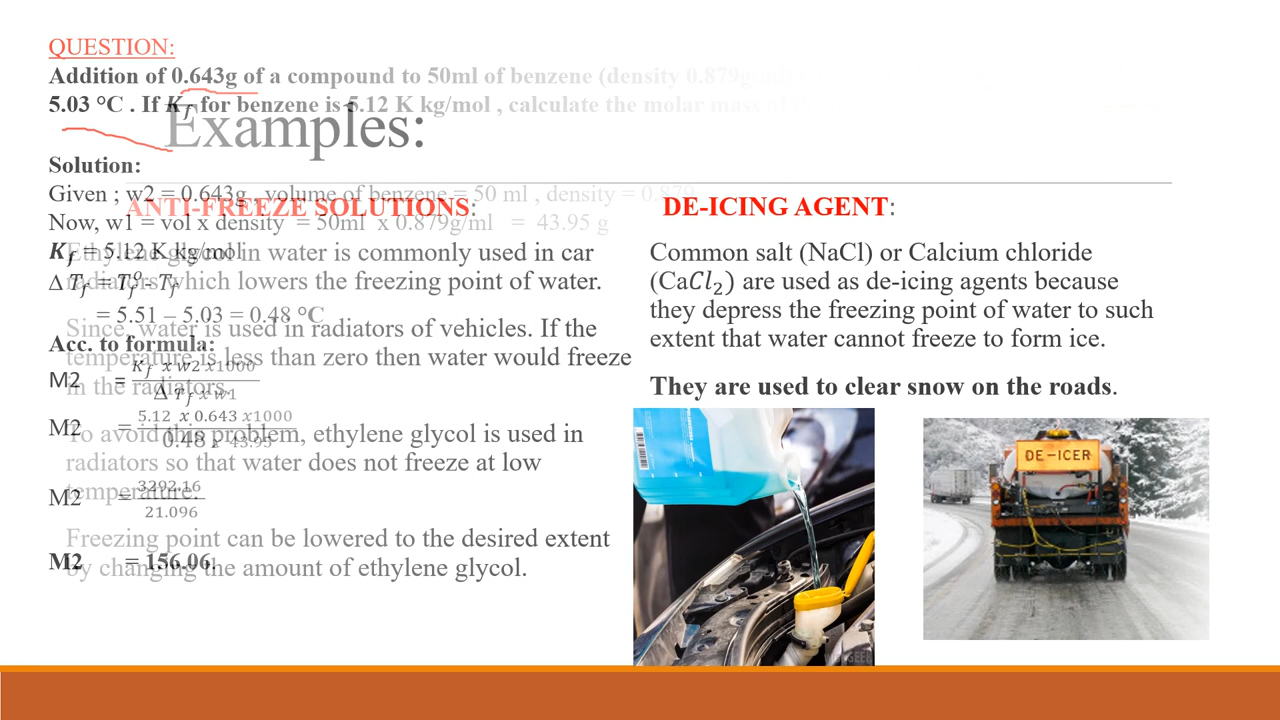 QUESTION:
Addition of 0.643g of a compound to 50ml of benzene (density 0.879g
5.03 °C . If K_f for benzene is 5.12 K kg/mol , calculate the molar mass
Solution:
Given ; w2 = 0.643g , volume of benzene = 50 ml , density = 0.879
Now, w1 = vol x density = 50ml x 0.879g/ml = 43.95 g
K_f = 5.12 K kg/mol
Δ T_f = T_f^o - T_f
= 5.51 – 5.03 = 0.48 °C
Acc. to formula:
M2 = K_f x w2 x1000
Δ T_f x w1
M2 = 5.12 x 0.643 x1000
0.48 x 43.95
M2 = 3292.16
21.096
M2 = 156.06.
Examples:
ANTI-FREEZE SOLUTIONS:
Ethylene glycol in water is commonly used in car
radiators which lowers the freezing point of water.
Since, water is used in radiators of vehicles. If the
temperature is less than zero then water would freeze
in the radiators.
To avoid this problem, ethylene glycol is used in
radiators so that water does not freeze at low
temperature.
Freezing point can be lowered to the desired extent
by changing the amount of ethylene glycol.
DE-ICING AGENT:
Common salt (NaCl) or Calcium chloride
(CaCl₂) are used as de-icing agents because
they depress the freezing point of water to such
extent that water cannot freeze to form ice.
They are used to clear snow on the roads.
DE-ICER